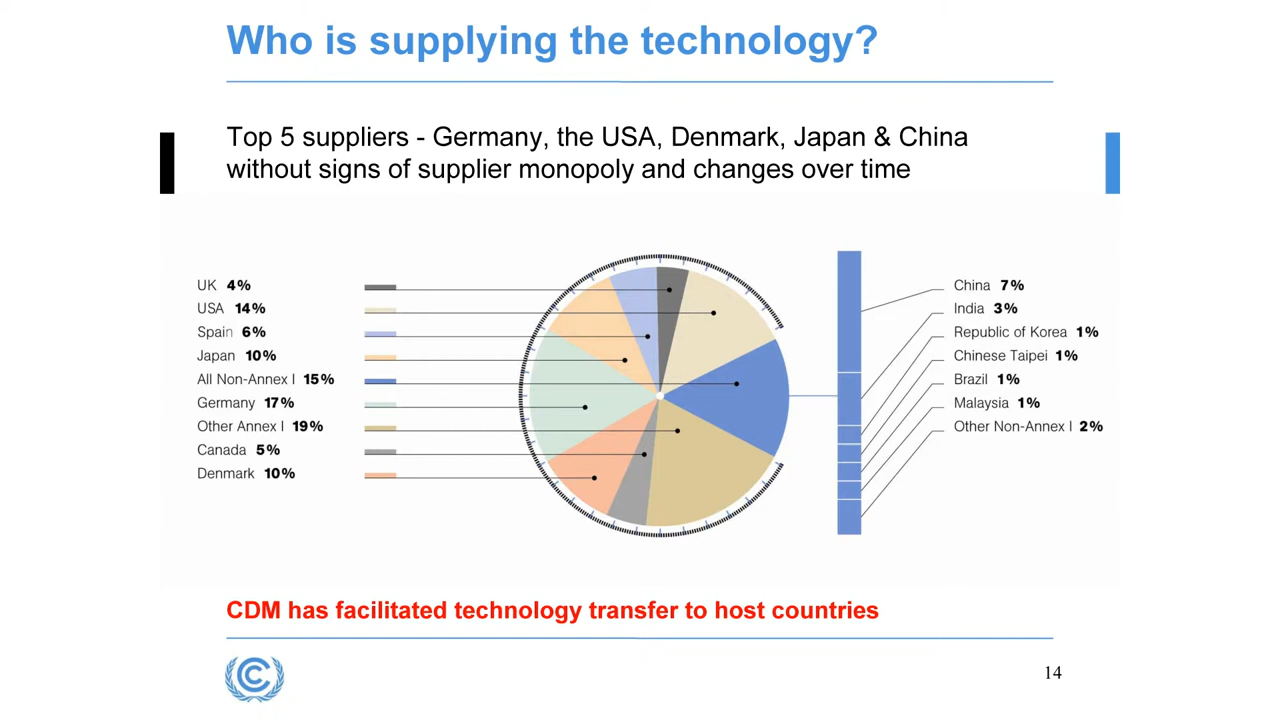 Who is supplying the technology?
Top 5 suppliers - Germany, the USA, Denmark, Japan & China
without signs of supplier monopoly and changes over time
UK 4%
USA 14%
Spain 6%
Japan 10%
All Non-Annex I 15%
Germany 17%
Other Annex I 19%
Canada 5%
Denmark 10%
China 7%
India 3%
Republic of Korea 1%
Chinese Taipei 1%
Brazil 1%
Malaysia 1%
Other Non-Annex I 2%
CDM has facilitated technology transfer to host countries
14